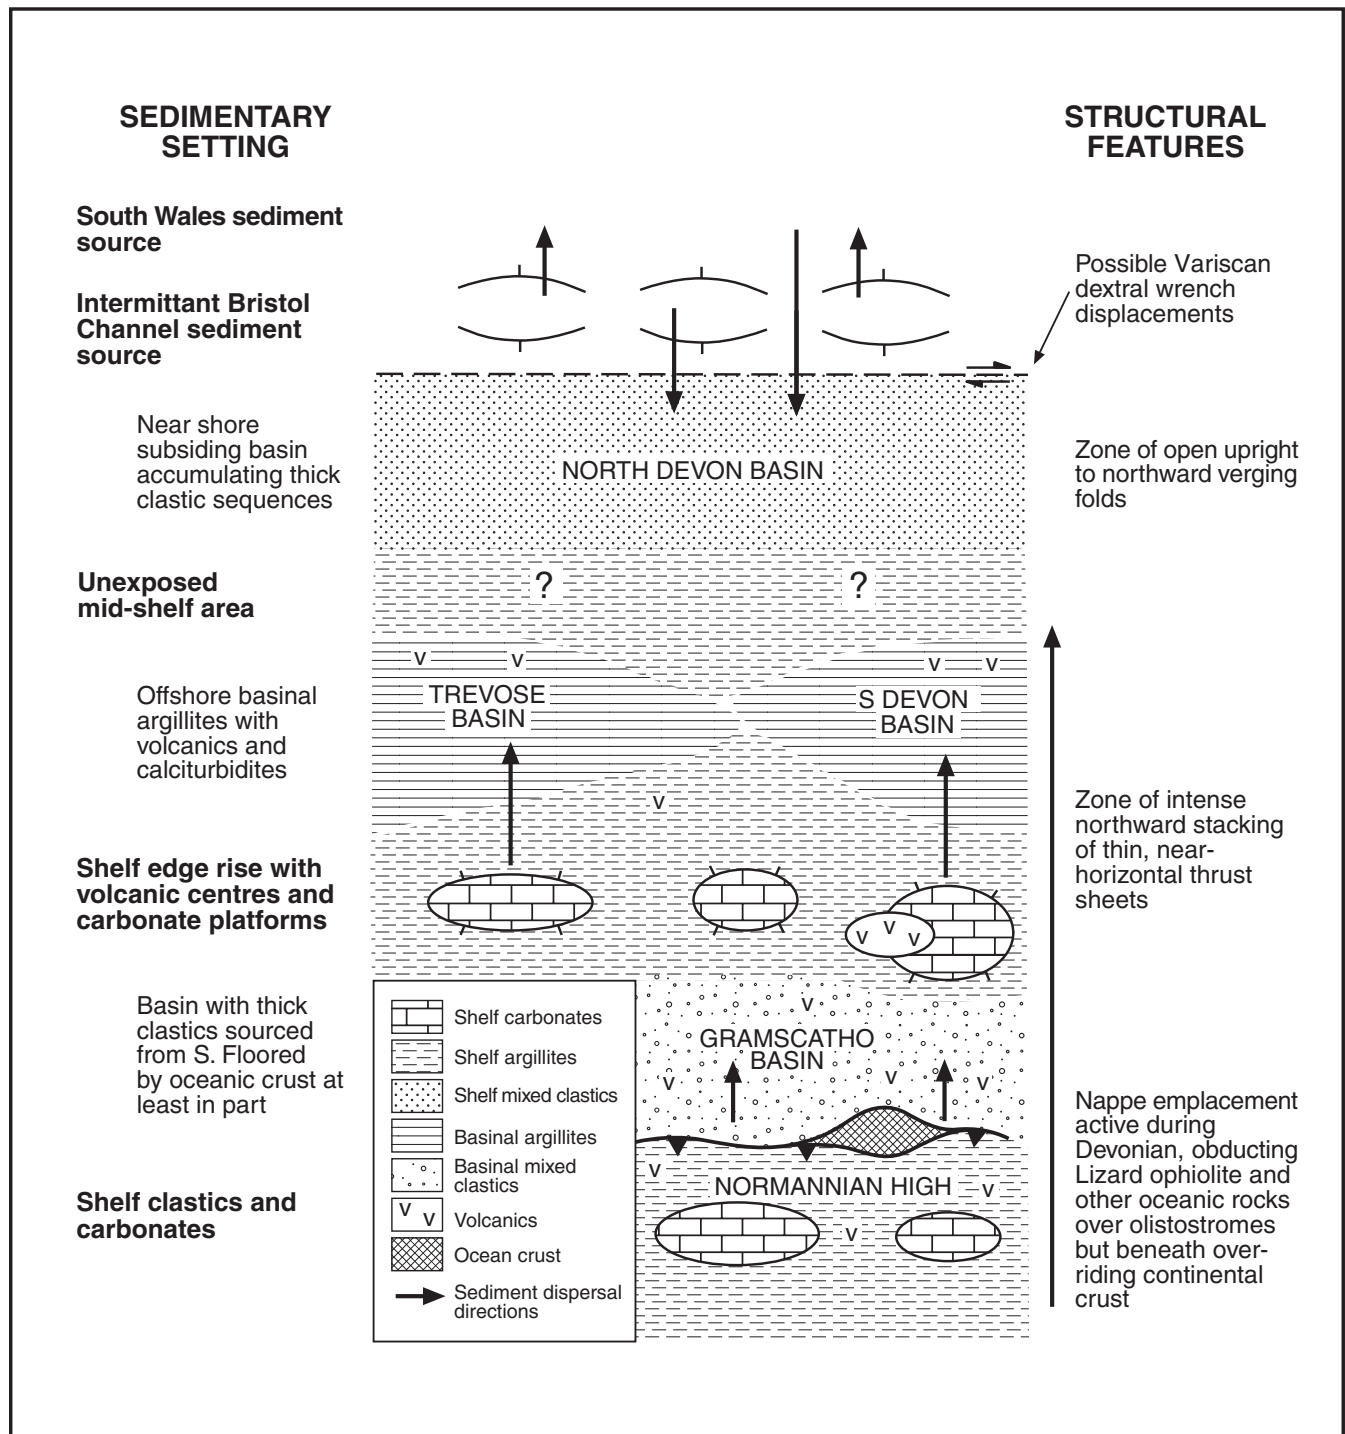 SEDIMENTARY
SETTING
STRUCTURAL
FEATURES
South Wales sediment
source
Intermittant Bristol
Channel sediment
source
Near shore
subsiding basin
accumulating thick
clastic sequences
Unexposed
mid-shelf area
Offshore basinal
argillites with
volcanics and
calciturbidites
Shelf edge rise with
volcanic centres and
carbonate platforms
Basin with thick
clastics sourced
from S. Floored
by oceanic crust at
least in part
Shelf clastics and
carbonates
NORTH DEVON BASIN
? ?
v v v v
TREVOSE
BASIN
S DEVON
BASIN
v
v v v
v
GRAMSCATHO
BASIN
v v v
v
NORMANNIAN HIGH v
v
Shelf carbonates
Shelf argillites
Shelf mixed clastics
Basinal argillites
Basinal mixed
clastics
v v Volcanics
Ocean crust
Sediment dispersal
directions
Possible Variscan
dextral wrench
displacements
Zone of open upright
to northward verging
folds
Zone of intense
northward stacking
of thin, near-
horizontal thrust
sheets
Nappe emplacement
active during
Devonian, obducting
Lizard ophiolite and
other oceanic rocks
over olistostromes
but beneath over-
riding continental
crust